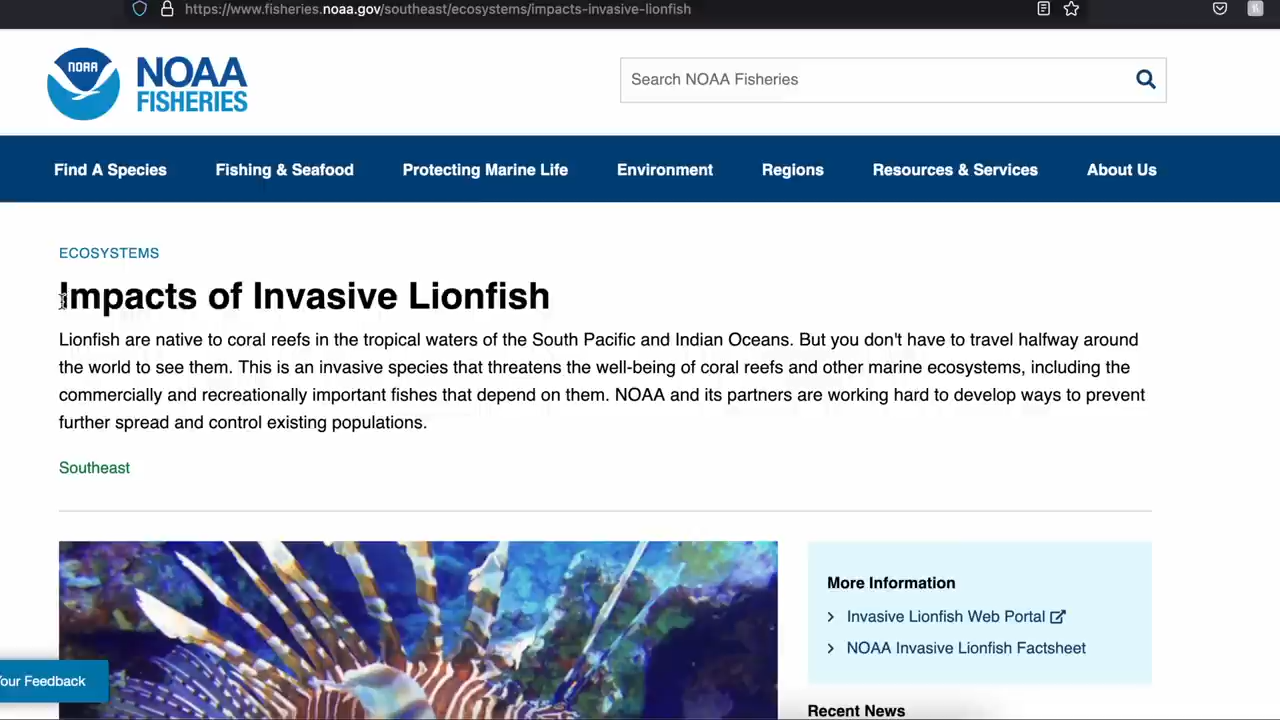 https://www.fisheries.noaa.gov/southeast/ecosystems/impacts-invasive-lionfish
NOAA
NOAA
FISHERIES
Search NOAA Fisheries
Find A Species
Fishing & Seafood
Protecting Marine Life
Environment
Regions
Resources & Services
About Us
ECOSYSTEMS
Impacts of Invasive Lionfish
Lionfish are native to coral reefs in the tropical waters of the South Pacific and Indian Oceans. But you don't have to travel halfway around
the world to see them. This is an invasive species that threatens the well-being of coral reefs and other marine ecosystems, including the
commercially and recreationally important fishes that depend on them. NOAA and its partners are working hard to develop ways to prevent
further spread and control existing populations.
Southeast
More Information
Invasive Lionfish Web Portal
NOAA Invasive Lionfish Factsheet
Recent News
Your Feedback